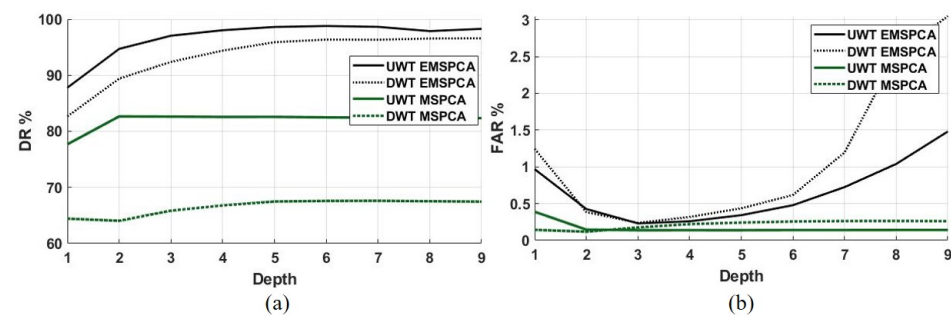 100
90
80
70
60
DR %
1 2 3 4 5 6 7 8 9
Depth
UWT EMSPCA
DWT EMSPCA
UWT MSPCA
DWT MSPCA
(a)
3
2.5
2
1.5
1
0.5
0
FAR %
1 2 3 4 5 6 7 8 9
Depth
UWT EMSPCA
DWT EMSPCA
UWT MSPCA
DWT MSPCA
(b)